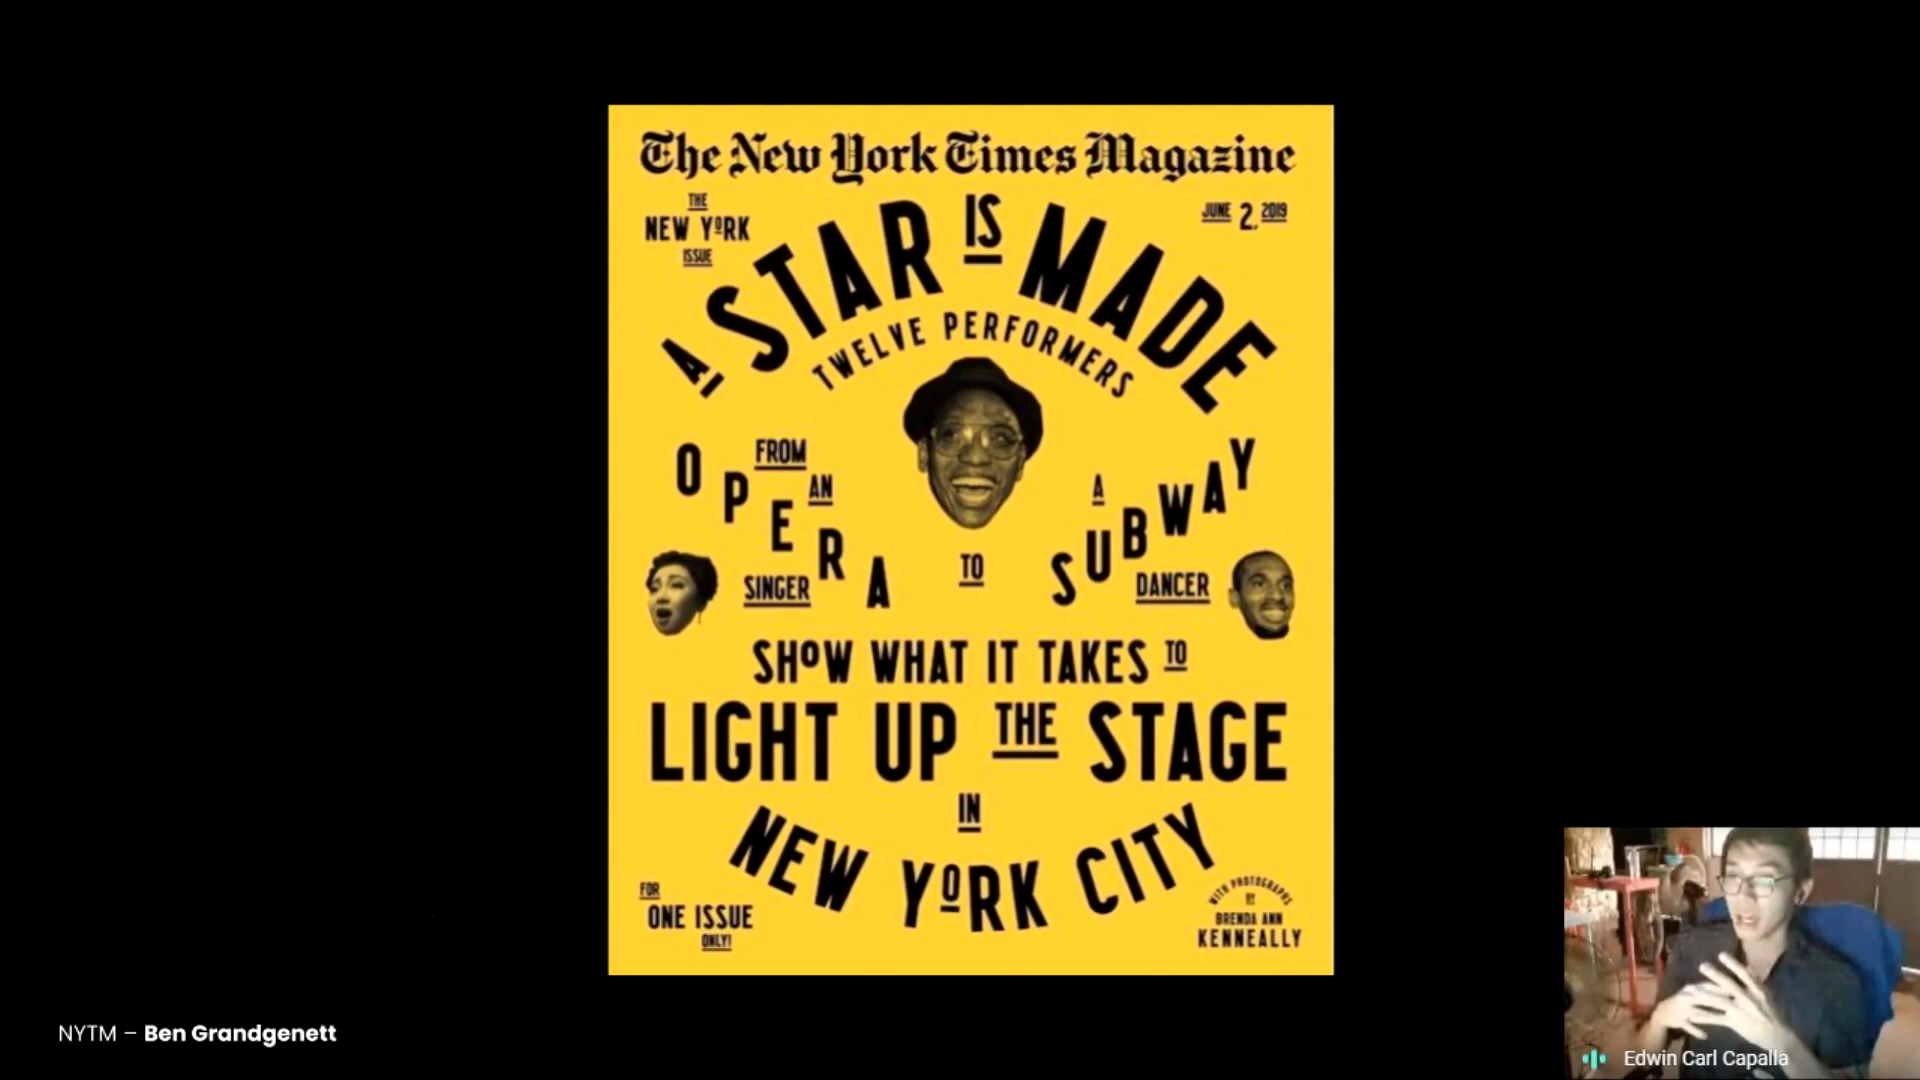 The New York Times Magazine
THE
NEW YORK
ISSUE
JUNE 2, 2019
A STAR IS MADE
TWELVE PERFORMERS
FROM
AN
OPERA
SINGER
TO
A
SUBWAY
DANCER
SHOW WHAT IT TAKES TO
LIGHT UP THE STAGE
IN
NEW YORK CITY
FOR
ONE ISSUE
ONLY!
WITH PHOTOGRAPHS
BY
BRENDA ANN
KENNEALLY
NYTM – Ben Grandgenett
Edwin Carl Capalla